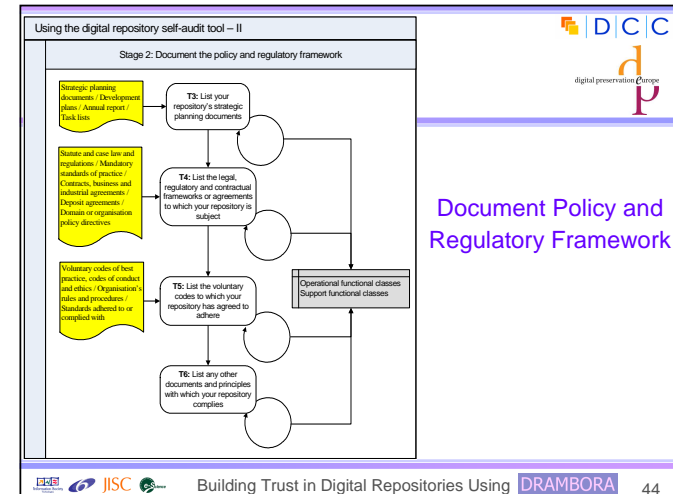 Using the digital repository self-audit tool – II
Stage 2: Document the policy and regulatory framework
Strategic planning
documents / Development
plans / Annual report /
Task lists
T3: List your
repository's strategic
planning documents
Statute and case law and
regulations / Mandatory
standards of practice /
Contracts, business and
industrial agreements /
Deposit agreements /
Domain or organisation
policy directives
T4: List the legal,
regulatory and contractual
frameworks or agreements
to which your repository is
subject
Voluntary codes of best
practice, codes of conduct
and ethics / Organisation's
rules and procedures /
Standards adhered to or
complied with
T5: List the voluntary
codes to which your
repository has agreed to
adhere
Operational functional classes
Support functional classes
T6: List any other
documents and principles
with which your repository
complies
D|C|C
digital preservation europe
d
p
Document Policy and
Regulatory Framework
Information Society
JISC
e-Science
Building Trust in Digital Repositories Using DRAMBORA 44